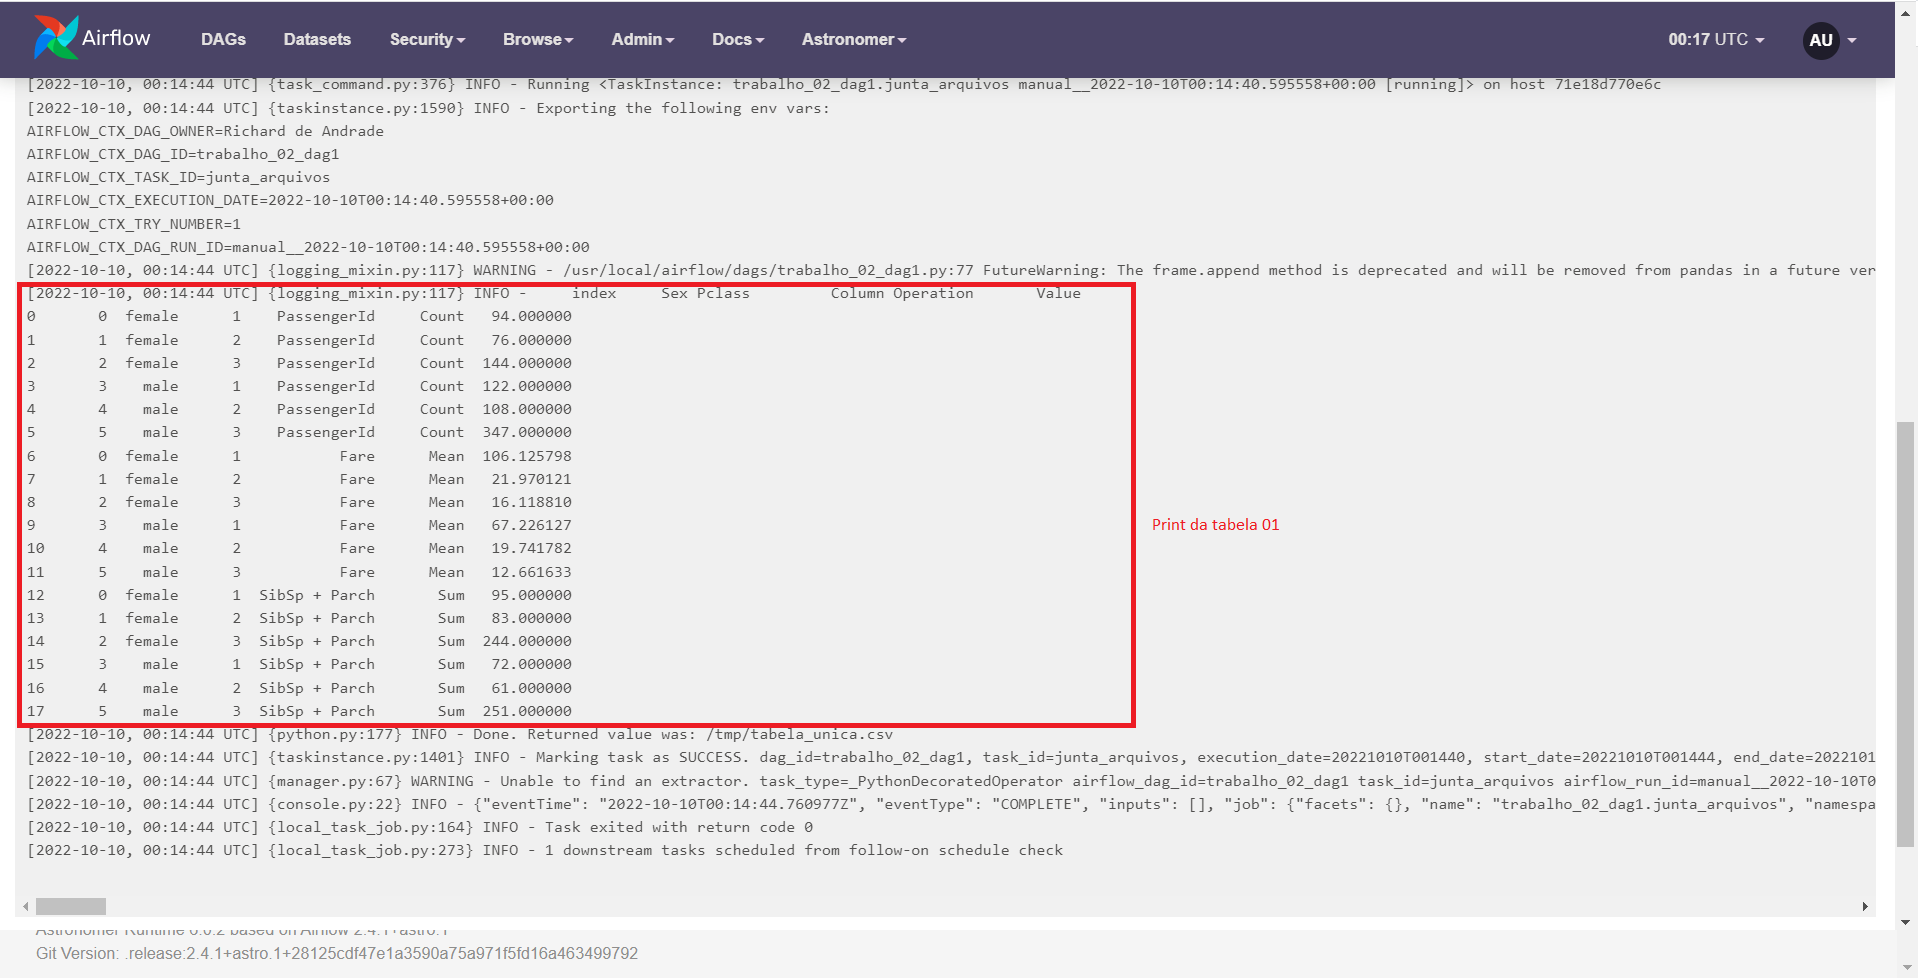 Airflow DAGs Datasets Security Browse Admin Docs Astronomer 00:17 UTC AU
[2022-10-10, 00:14:44 UTC] {task_command.py:376} INFO - Running <TaskInstance: trabalho_02_dag1.junta_arquivos manual__2022-10-10T00:14:40.595558+00:00 [running]> on host 71e18d770e6c
[2022-10-10, 00:14:44 UTC] {taskinstance.py:1590} INFO - Exporting the following env vars:
AIRFLOW_CTX_DAG_OWNER=Richard de Andrade
AIRFLOW_CTX_DAG_ID=trabalho_02_dag1
AIRFLOW_CTX_TASK_ID=junta_arquivos
AIRFLOW_CTX_EXECUTION_DATE=2022-10-10T00:14:40.595558+00:00
AIRFLOW_CTX_TRY_NUMBER=1
AIRFLOW_CTX_DAG_RUN_ID=manual__2022-10-10T00:14:40.595558+00:00
[2022-10-10, 00:14:44 UTC] {logging_mixin.py:117} WARNING - /usr/local/airflow/dags/trabalho_02_dag1.py:77 FutureWarning: The frame.append method is deprecated and will be removed from pandas in a future ver
[2022-10-10, 00:14:44 UTC] {logging_mixin.py:117} INFO - index Sex Pclass Column Operation Value
0 0 female 1 PassengerId Count 94.000000
1 1 female 2 PassengerId Count 76.000000
2 2 female 3 PassengerId Count 144.000000
3 3 male 1 PassengerId Count 122.000000
4 4 male 2 PassengerId Count 108.000000
5 5 male 3 PassengerId Count 347.000000
6 0 female 1 Fare Mean 106.125798
7 1 female 2 Fare Mean 21.970121
8 2 female 3 Fare Mean 16.118810
9 3 male 1 Fare Mean 67.226127
10 4 male 2 Fare Mean 19.741782
11 5 male 3 Fare Mean 12.661633
12 0 female 1 SibSp + Parch Sum 95.000000
13 1 female 2 SibSp + Parch Sum 83.000000
14 2 female 3 SibSp + Parch Sum 244.000000
15 3 male 1 SibSp + Parch Sum 72.000000
16 4 male 2 SibSp + Parch Sum 61.000000
17 5 male 3 SibSp + Parch Sum 251.000000
Print da tabela 01
[2022-10-10, 00:14:44 UTC] {python.py:177} INFO - Done. Returned value was: /tmp/tabela_unica.csv
[2022-10-10, 00:14:44 UTC] {taskinstance.py:1401} INFO - Marking task as SUCCESS. dag_id=trabalho_02_dag1, task_id=junta_arquivos, execution_date=20221010T001440, start_date=20221010T001444, end_date=2022101
[2022-10-10, 00:14:44 UTC] {manager.py:67} WARNING - Unable to find an extractor. task_type=_PythonDecoratedOperator airflow_dag_id=trabalho_02_dag1 task_id=junta_arquivos airflow_run_id=manual__2022-10-10T0
[2022-10-10, 00:14:44 UTC] {console.py:22} INFO - {"eventTime": "2022-10-10T00:14:44.760977Z", "eventType": "COMPLETE", "inputs": [], "job": {"facets": {}, "name": "trabalho_02_dag1.junta_arquivos", "namespa
[2022-10-10, 00:14:44 UTC] {local_task_job.py:164} INFO - Task exited with return code 0
[2022-10-10, 00:14:44 UTC] {local_task_job.py:273} INFO - 1 downstream tasks scheduled from follow-on schedule check
Astronomer Runtime 6.0.2 based on Airflow 2.4.1+astro.1
Git Version: .release:2.4.1+astro.1+28125cdf47e1a3590a75a971f5fd16a463499792